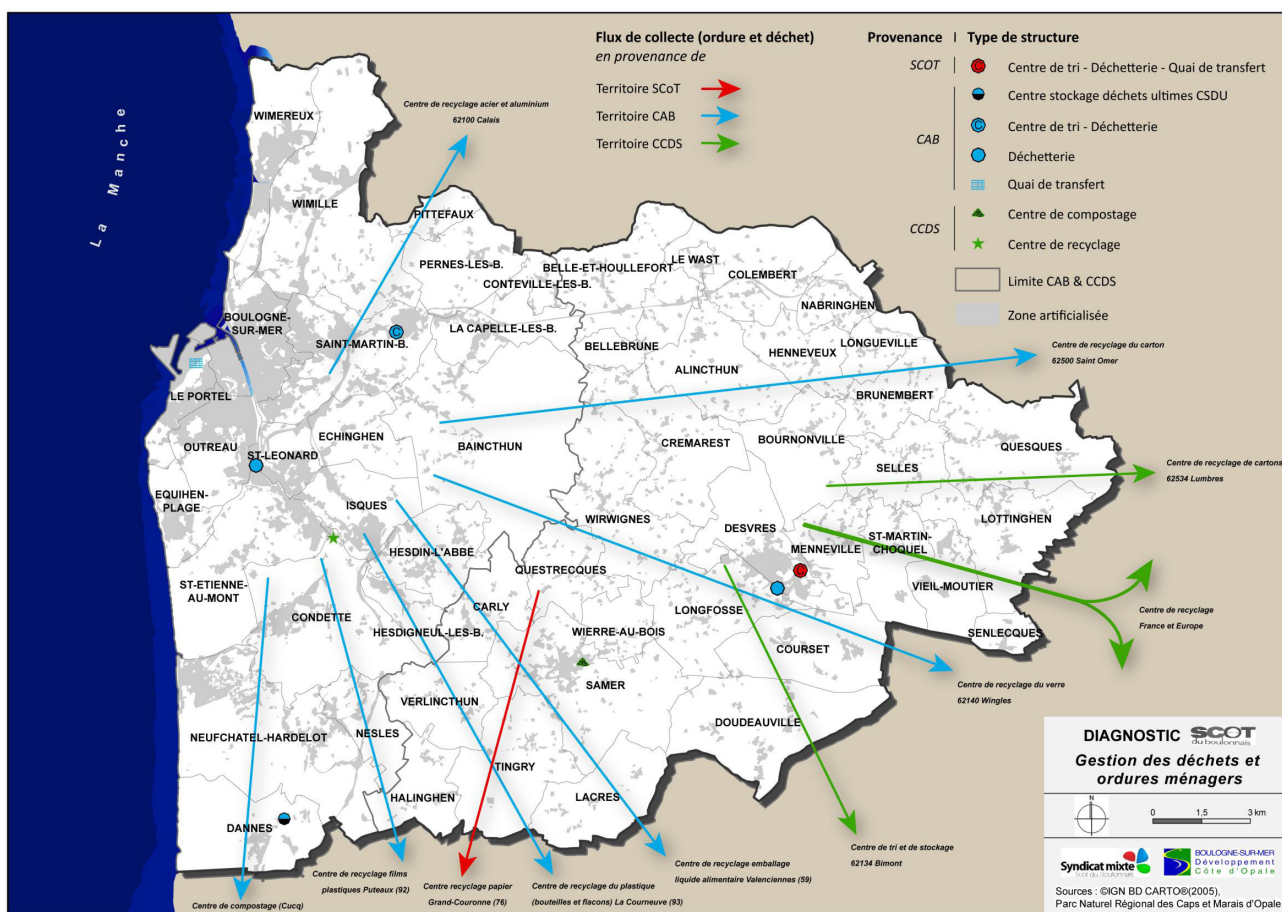 Flux de collecte (ordure et déchet)
en provenance de
Territoire SCoT
Territoire CAB
Territoire CCDS
Provenance
Type de structure
SCOT
Centre de tri - Déchetterie - Quai de transfert
Centre stockage déchets ultimes CSDU
CAB
Centre de tri - Déchetterie
Déchetterie
Quai de transfert
CCDS
Centre de compostage
Centre de recyclage
Limite CAB & CCDS
Zone artificialisée
La Manche
Centre de recyclage acier et aluminium
62100 Calais
WIMEREUX
WIMILLE
PITTEFAUX
PERNES-LES-B.
BELLE-ET-HOULLEFORT
LE WAST
COLEMBERT
CONTEVILLE-LES-B.
NABRINGHEN
BOULOGNE-
SUR-MER
SAINT-MARTIN-B.
C
LA CAPELLE-LES-B.
BELLEBRUNE
HENNEVEUX
LONGUEVILLE
ALINCTHUN
Centre de recyclage du carton
62500 Saint Omer
LE PORTEL
BRUNEMBERT
OUTREAU
ST-LEONARD
ECHINGHEN
BAINCTHUN
CREMAREST
BOURNONVILLE
QUESQUES
SELLES
Centre de recyclage de cartons
62534 Lumbres
EQUIHEN-
PLAGE
ISQUES
WIRWIGNES
DESVRES
LOTTINGHEN
MENNEVILLE
ST-MARTIN-
CHOQUEL
HESDIN-L'ABBE
QUESTRECQUES
ST-ETIENNE-
AU-MONT
VIEIL-MOUTIER
CARLY
LONGFOSSE
CONDETTE
HESDIGNEUL-LES-B.
WIERRE-AU-BOIS
SENLECQUES
Centre de recyclage
France et Europe
COURSET
SAMER
Centre de recyclage du verre
62140 Wingles
VERLINCTHUN
DOUDEAUVILLE
NEUFCHATEL-HARDELOT
NESLES
TINGRY
HALINGHEN
LACRES
DANNES
Centre de tri et de stockage
62134 Bimont
Centre de compostage (Cucq)
Centre de recyclage films
plastiques Puteaux (92)
Centre recyclage papier
Grand-Couronne (76)
Centre de recyclage du plastique
(bouteilles et flacons) La Courneuve (93)
Centre de recyclage emballage
liquide alimentaire Valenciennes (59)
DIAGNOSTIC SCOT
du boulonnais
Gestion des déchets et
ordures ménagers
N
0 1,5 3 km
Syndicat mixte
Scot du boulonnais
BOULOGNE-SUR-MER
Développement
Côte d'Opale
Sources : ©IGN BD CARTO®(2005),
Parc Naturel Régional des Caps et Marais d'Opale